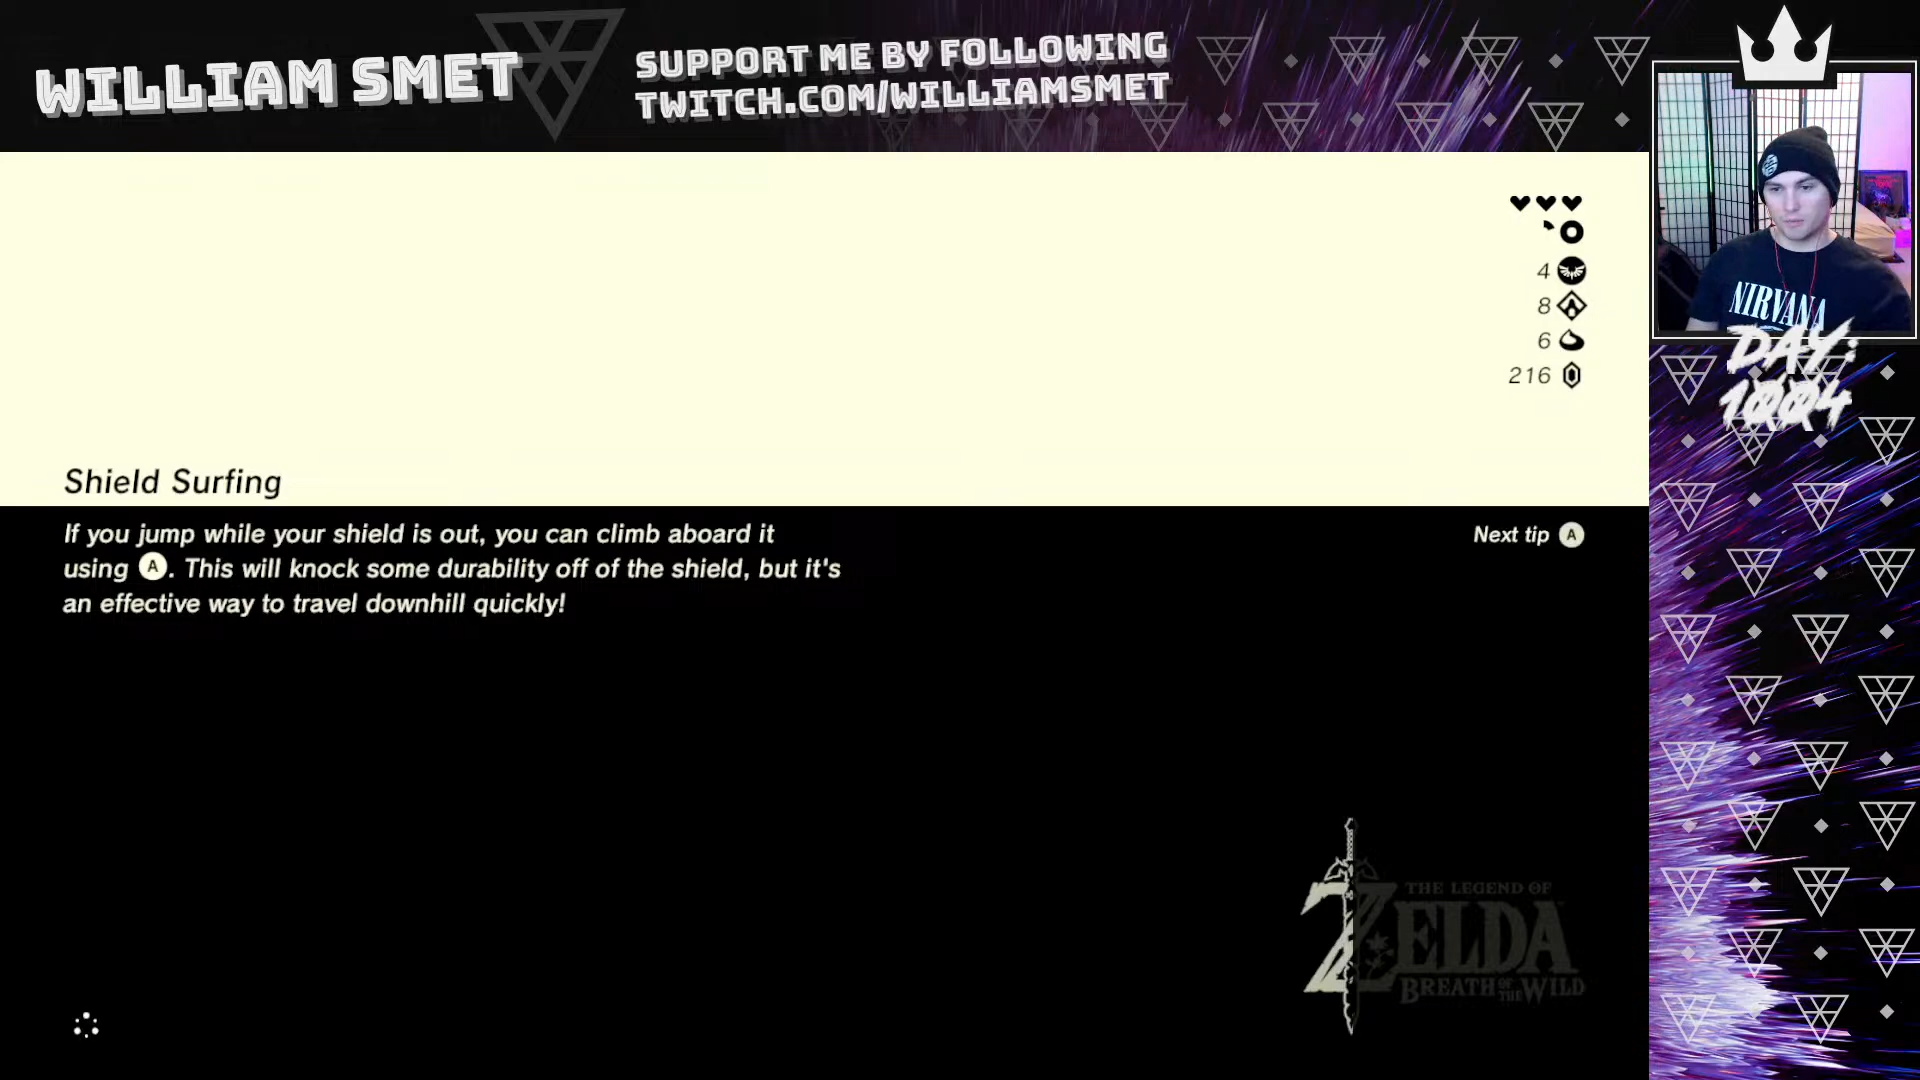 WILLIAM SMET
SUPPORT ME BY FOLLOWING
TWITCH.COM/WILLIAMSMET
NIRVANA
DAY:
1004
4
8
6
216
Shield Surfing
If you jump while your shield is out, you can climb aboard it
using A. This will knock some durability off of the shield, but it's
an effective way to travel downhill quickly!
Next tip A
THE LEGEND OF
ZELDA
BREATH OF THE WILD